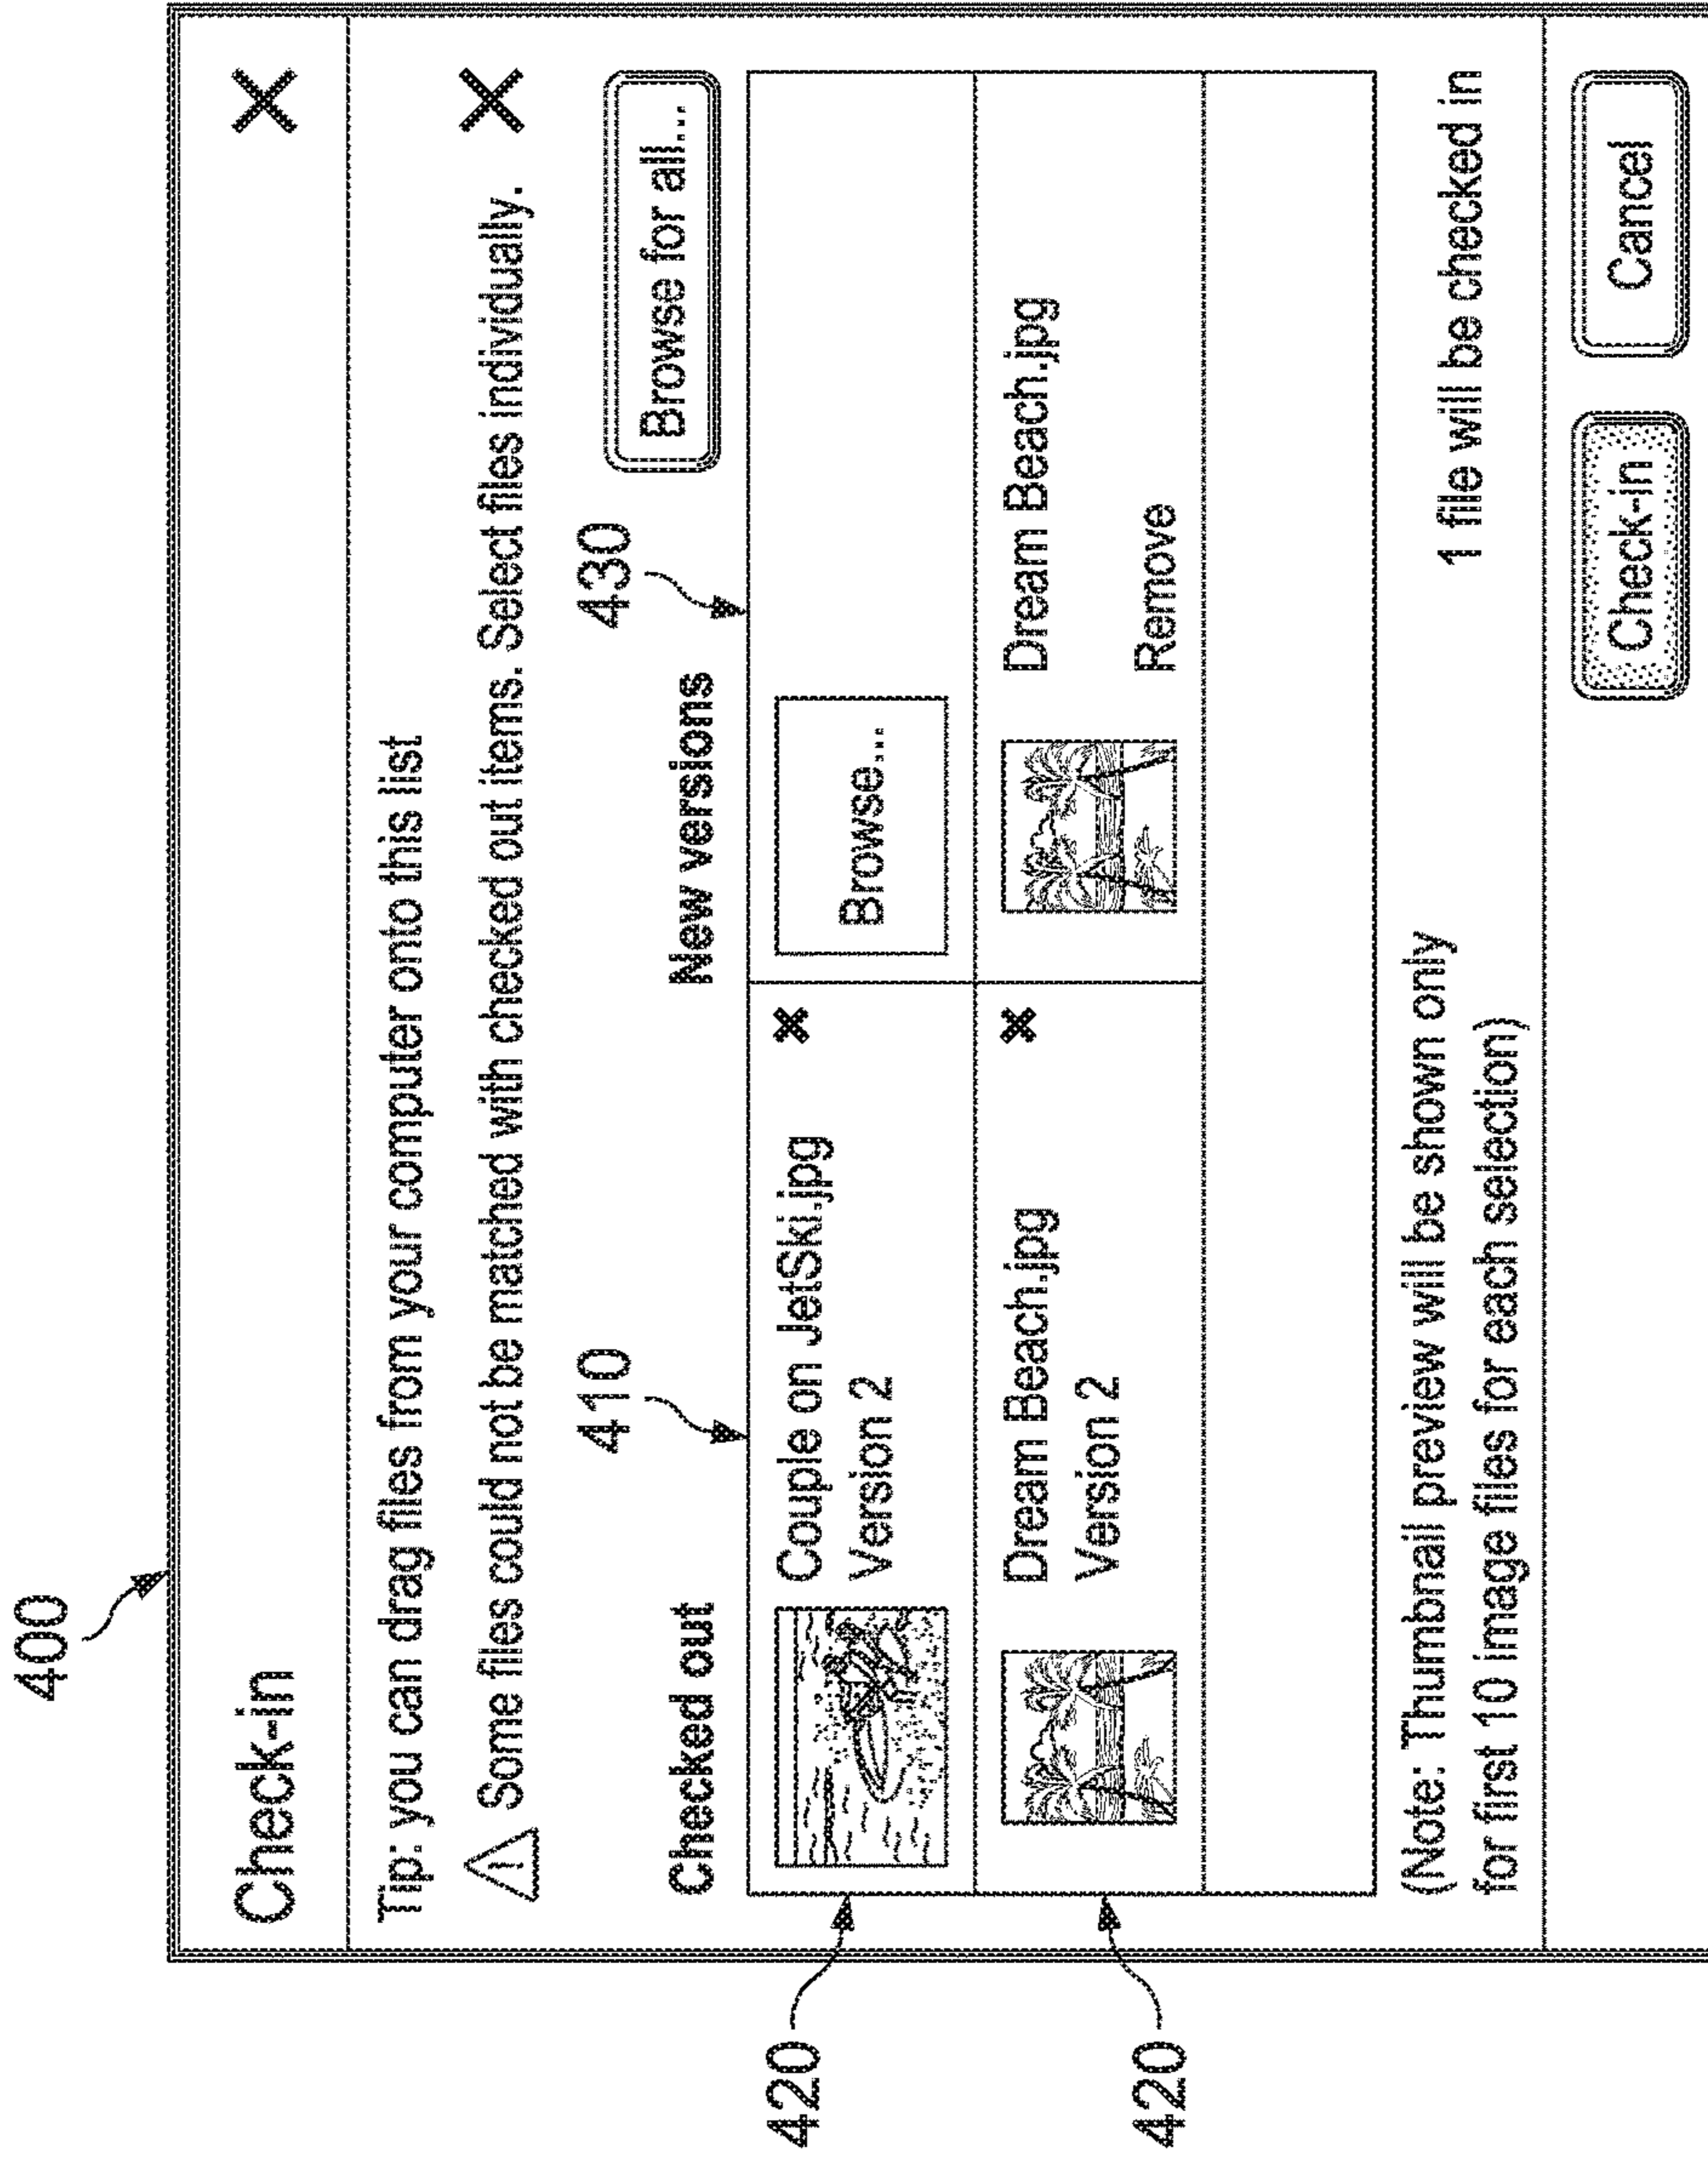 400
Check-in
Tip: you can drag files from your computer onto this list
Some files could not be matched with checked out items. Select files individually.
Browse for all...
410
430
Checked out
New versions
420
Couple on JetSki.jpg
Version 2
Browse...
420
Dream Beach.jpg
Version 2
Dream Beach.jpg
Remove
(Note: Thumbnail preview will be shown only
for first 10 image files for each selection)
1 file will be checked in
Check-in
Cancel